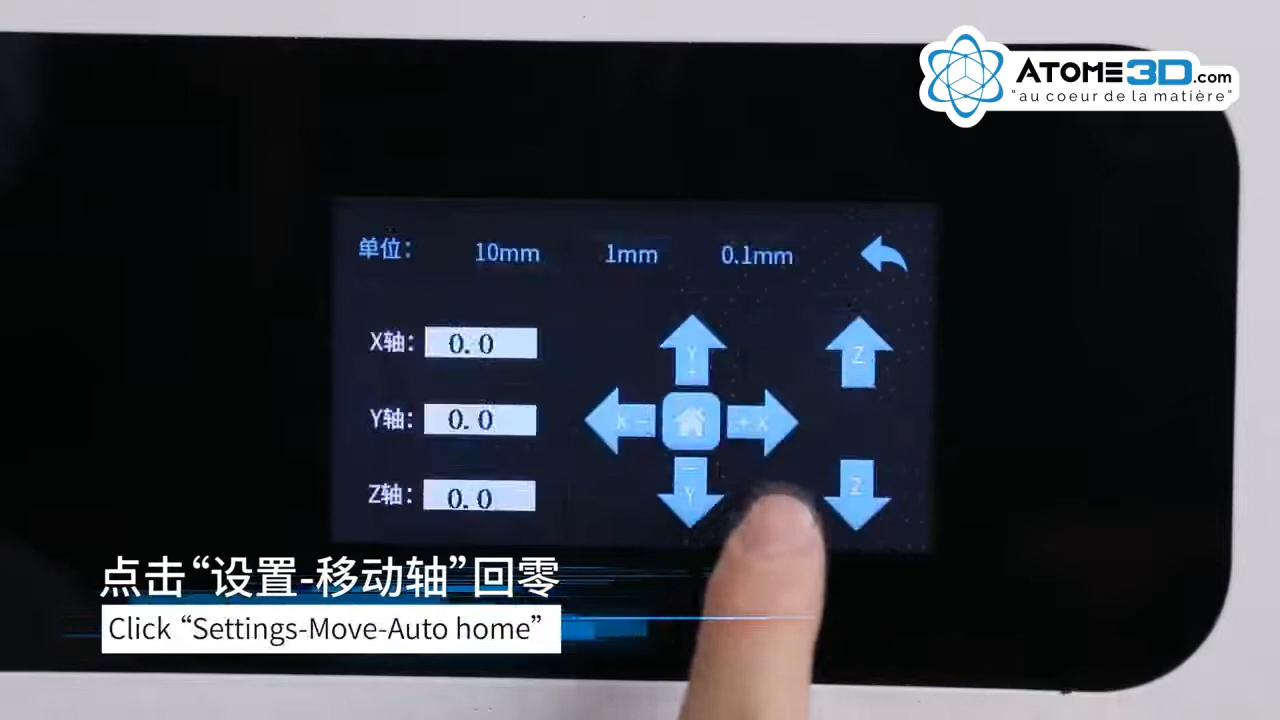 ATOME3D.com
"au coeur de la matière"
单位： 10mm 1mm 0.1mm
X轴： 0.0
Y轴： 0.0
Z轴： 0.0
Y +
Z
X - + X
- Y
Z
点击“设置-移动轴”回零
Click “Settings-Move-Auto home”